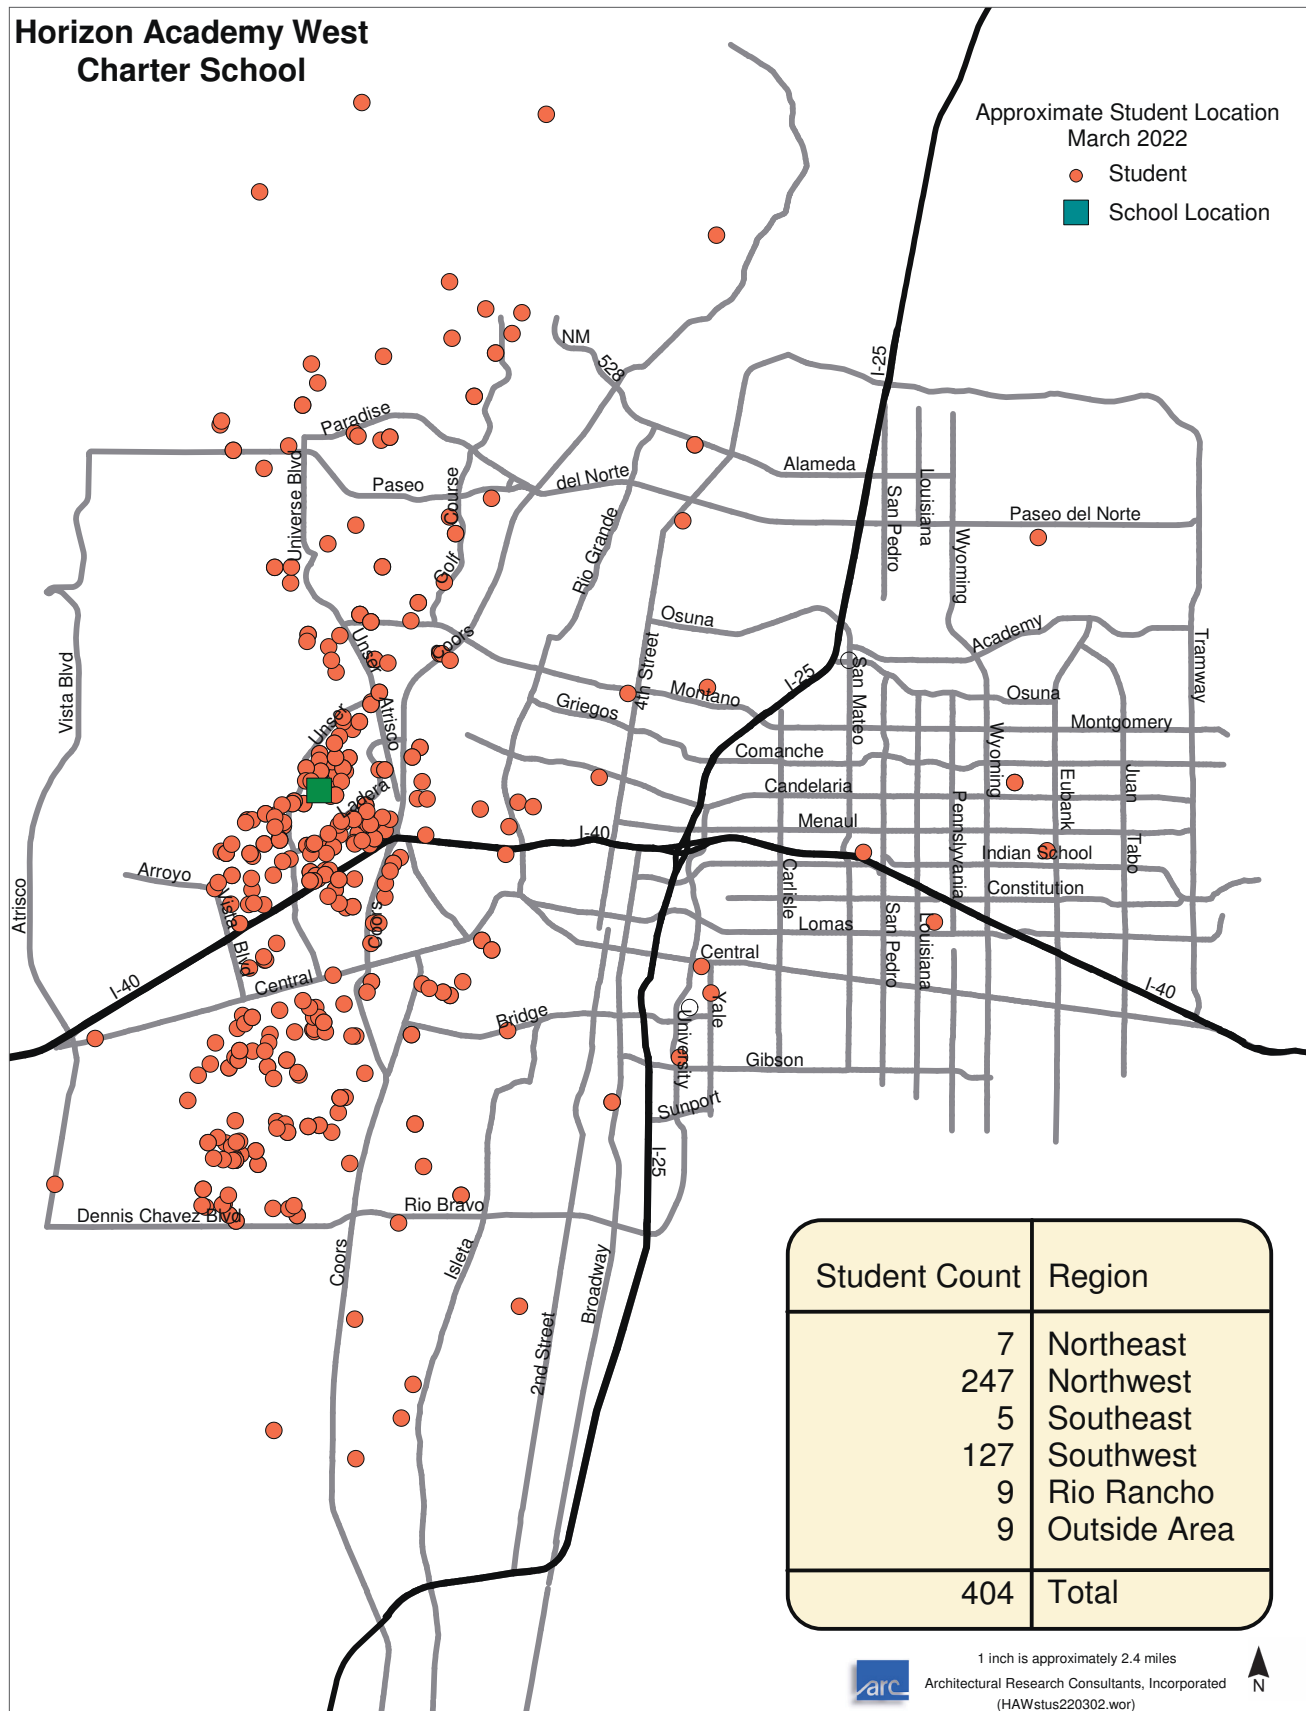 Horizon Academy West
Charter School
Approximate Student Location
March 2022
Student
School Location
NM
528
I-25
Paradise
Alameda
Louisiana
Universe Blvd
Paseo
Course
del Norte
San Pedro
Paseo del Norte
Rio Grande
Wyoming
Golf
Osuna
Academy
Unser
Coors
4th Street
San Mateo
Tramway
Vista Blvd
I-25
Montano
Osuna
Griegos
Unser
Atrisco
Montgomery
Comanche
Wyoming
Candelaria
Eubank
Juan
Ladera
Pennslyvania
Menaul
I-40
Indian School
Tabo
Arroyo
Carlisle
Constitution
Atrisco
Vista Blvd
Coors
Lomas
San Pedro
Louisiana
Central
I-40
Central
I-40
Bridge
University
Yale
Gibson
Sunport
I-25
Dennis Chavez Blvd
Rio Bravo
Coors
Isleta
Broadway
2nd Street
Student Count Region
7 Northeast
247 Northwest
5 Southeast
127 Southwest
9 Rio Rancho
9 Outside Area
404 Total
1 inch is approximately 2.4 miles
arc
Architectural Research Consultants, Incorporated
(HAWstus220302.wor)
N